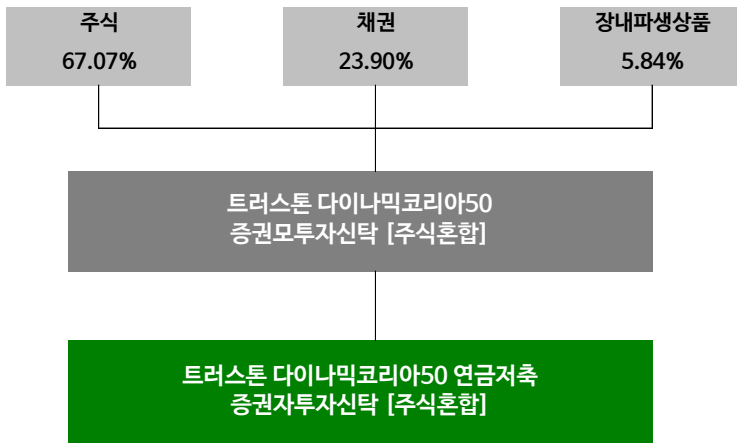 주식
67.07%
채권
23.90%
장내파생상품
5.84%
트러스톤 다이나믹코리아50
증권모투자신탁 [주식혼합]
트러스톤 다이나믹코리아50 연금저축
증권자투자신탁 [주식혼합]